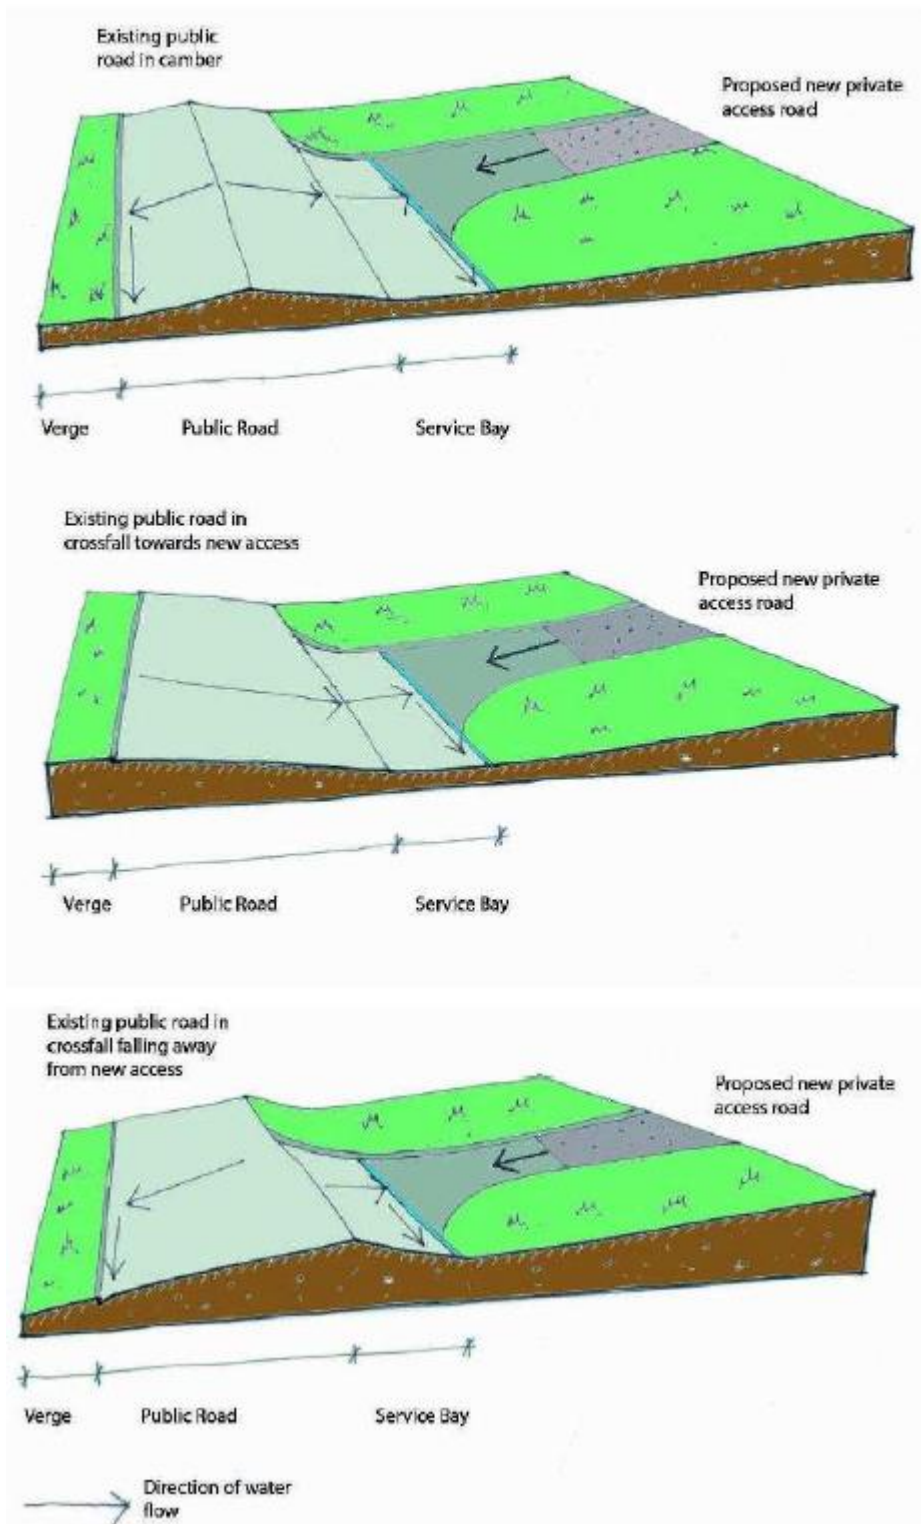 Existing public
road in camber
Proposed new private
access road
Verge
Public Road
Service Bay
Existing public road in
crossfall towards new access
Proposed new private
access road
Verge
Public Road
Service Bay
Existing public road in
crossfall falling away
from new access
Proposed new private
access road
Verge
Public Road
Service Bay
Direction of water
flow